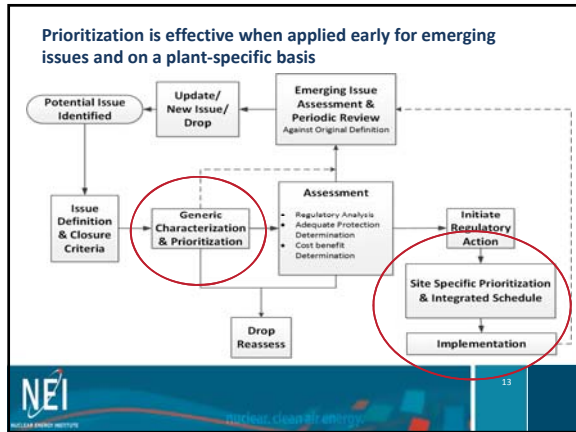 Prioritization is effective when applied early for emerging
issues and on a plant-specific basis
Potential Issue
Identified
Update/
New Issue/
Drop
Emerging Issue
Assessment &
Periodic Review
Against Original Definition
Issue
Definition
& Closure
Criteria
Generic
Characterization
& Prioritization
Assessment
• Regulatory Analysis
• Adequate Protection
Determination
• Cost benefit
Determination
Initiate
Regulatory
Action
Site Specific Prioritization
& Integrated Schedule
Drop
Reassess
Implementation
13
NEI
NUCLEAR ENERGY INSTITUTE
nuclear. clean air energy.